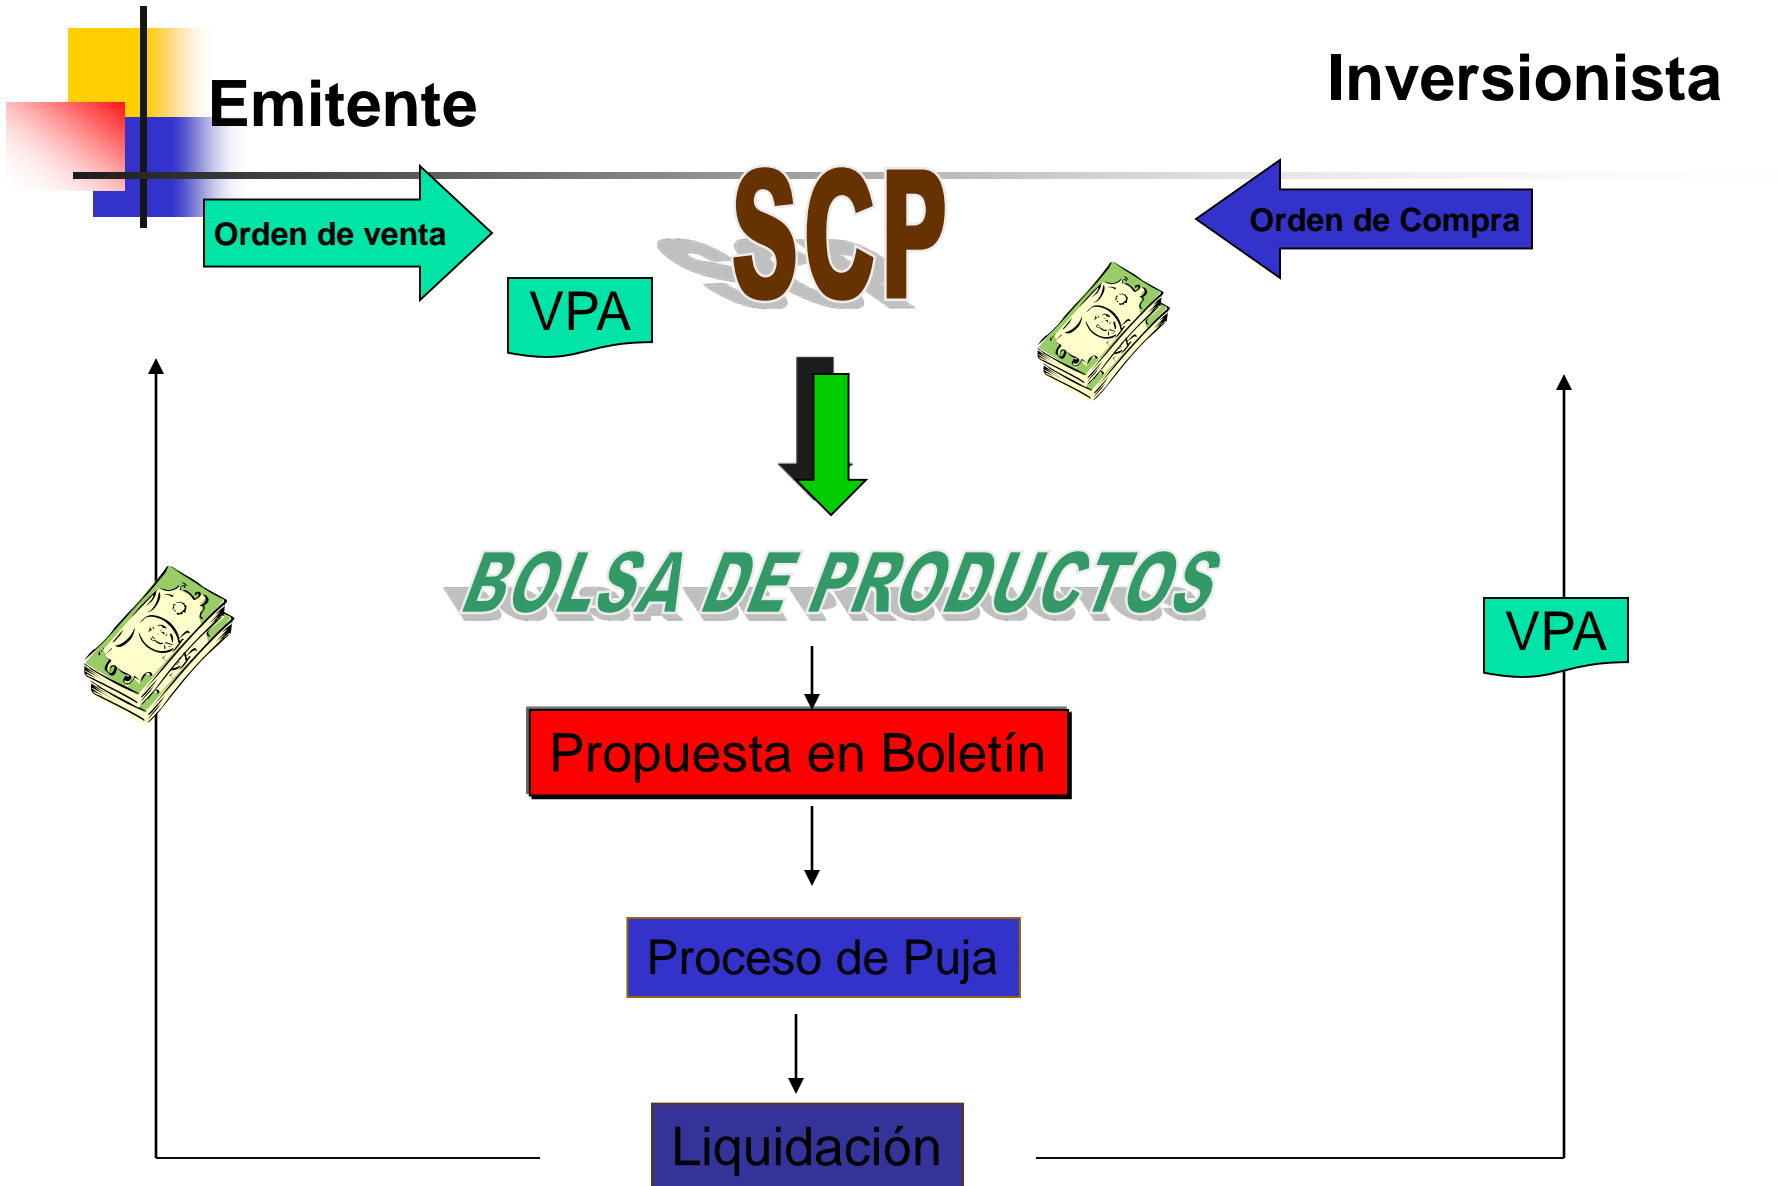 Emitente
Inversionista
Orden de venta
SCP
Orden de Compra
VPA
BOLSA DE PRODUCTOS
VPA
Propuesta en Boletín
Proceso de Puja
Liquidación